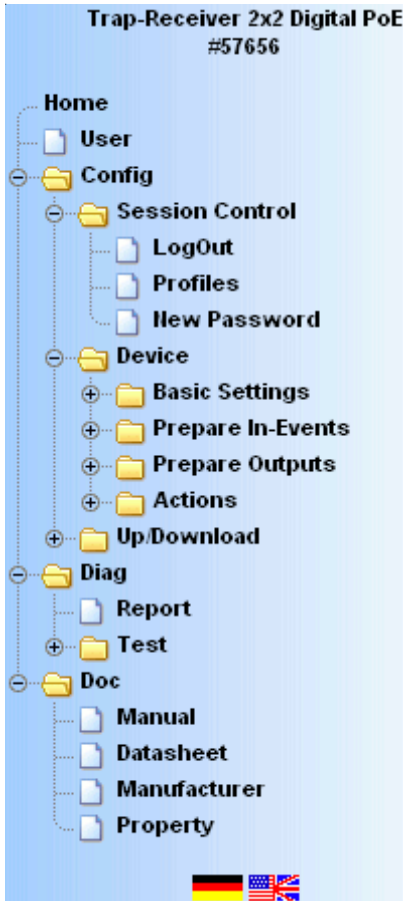 Trap-Receiver 2x2 Digital PoE
#57656
Home
User
Config
Session Control
LogOut
Profiles
New Password
Device
Basic Settings
Prepare In-Events
Prepare Outputs
Actions
Up/Download
Diag
Report
Test
Doc
Manual
Datasheet
Manufacturer
Property